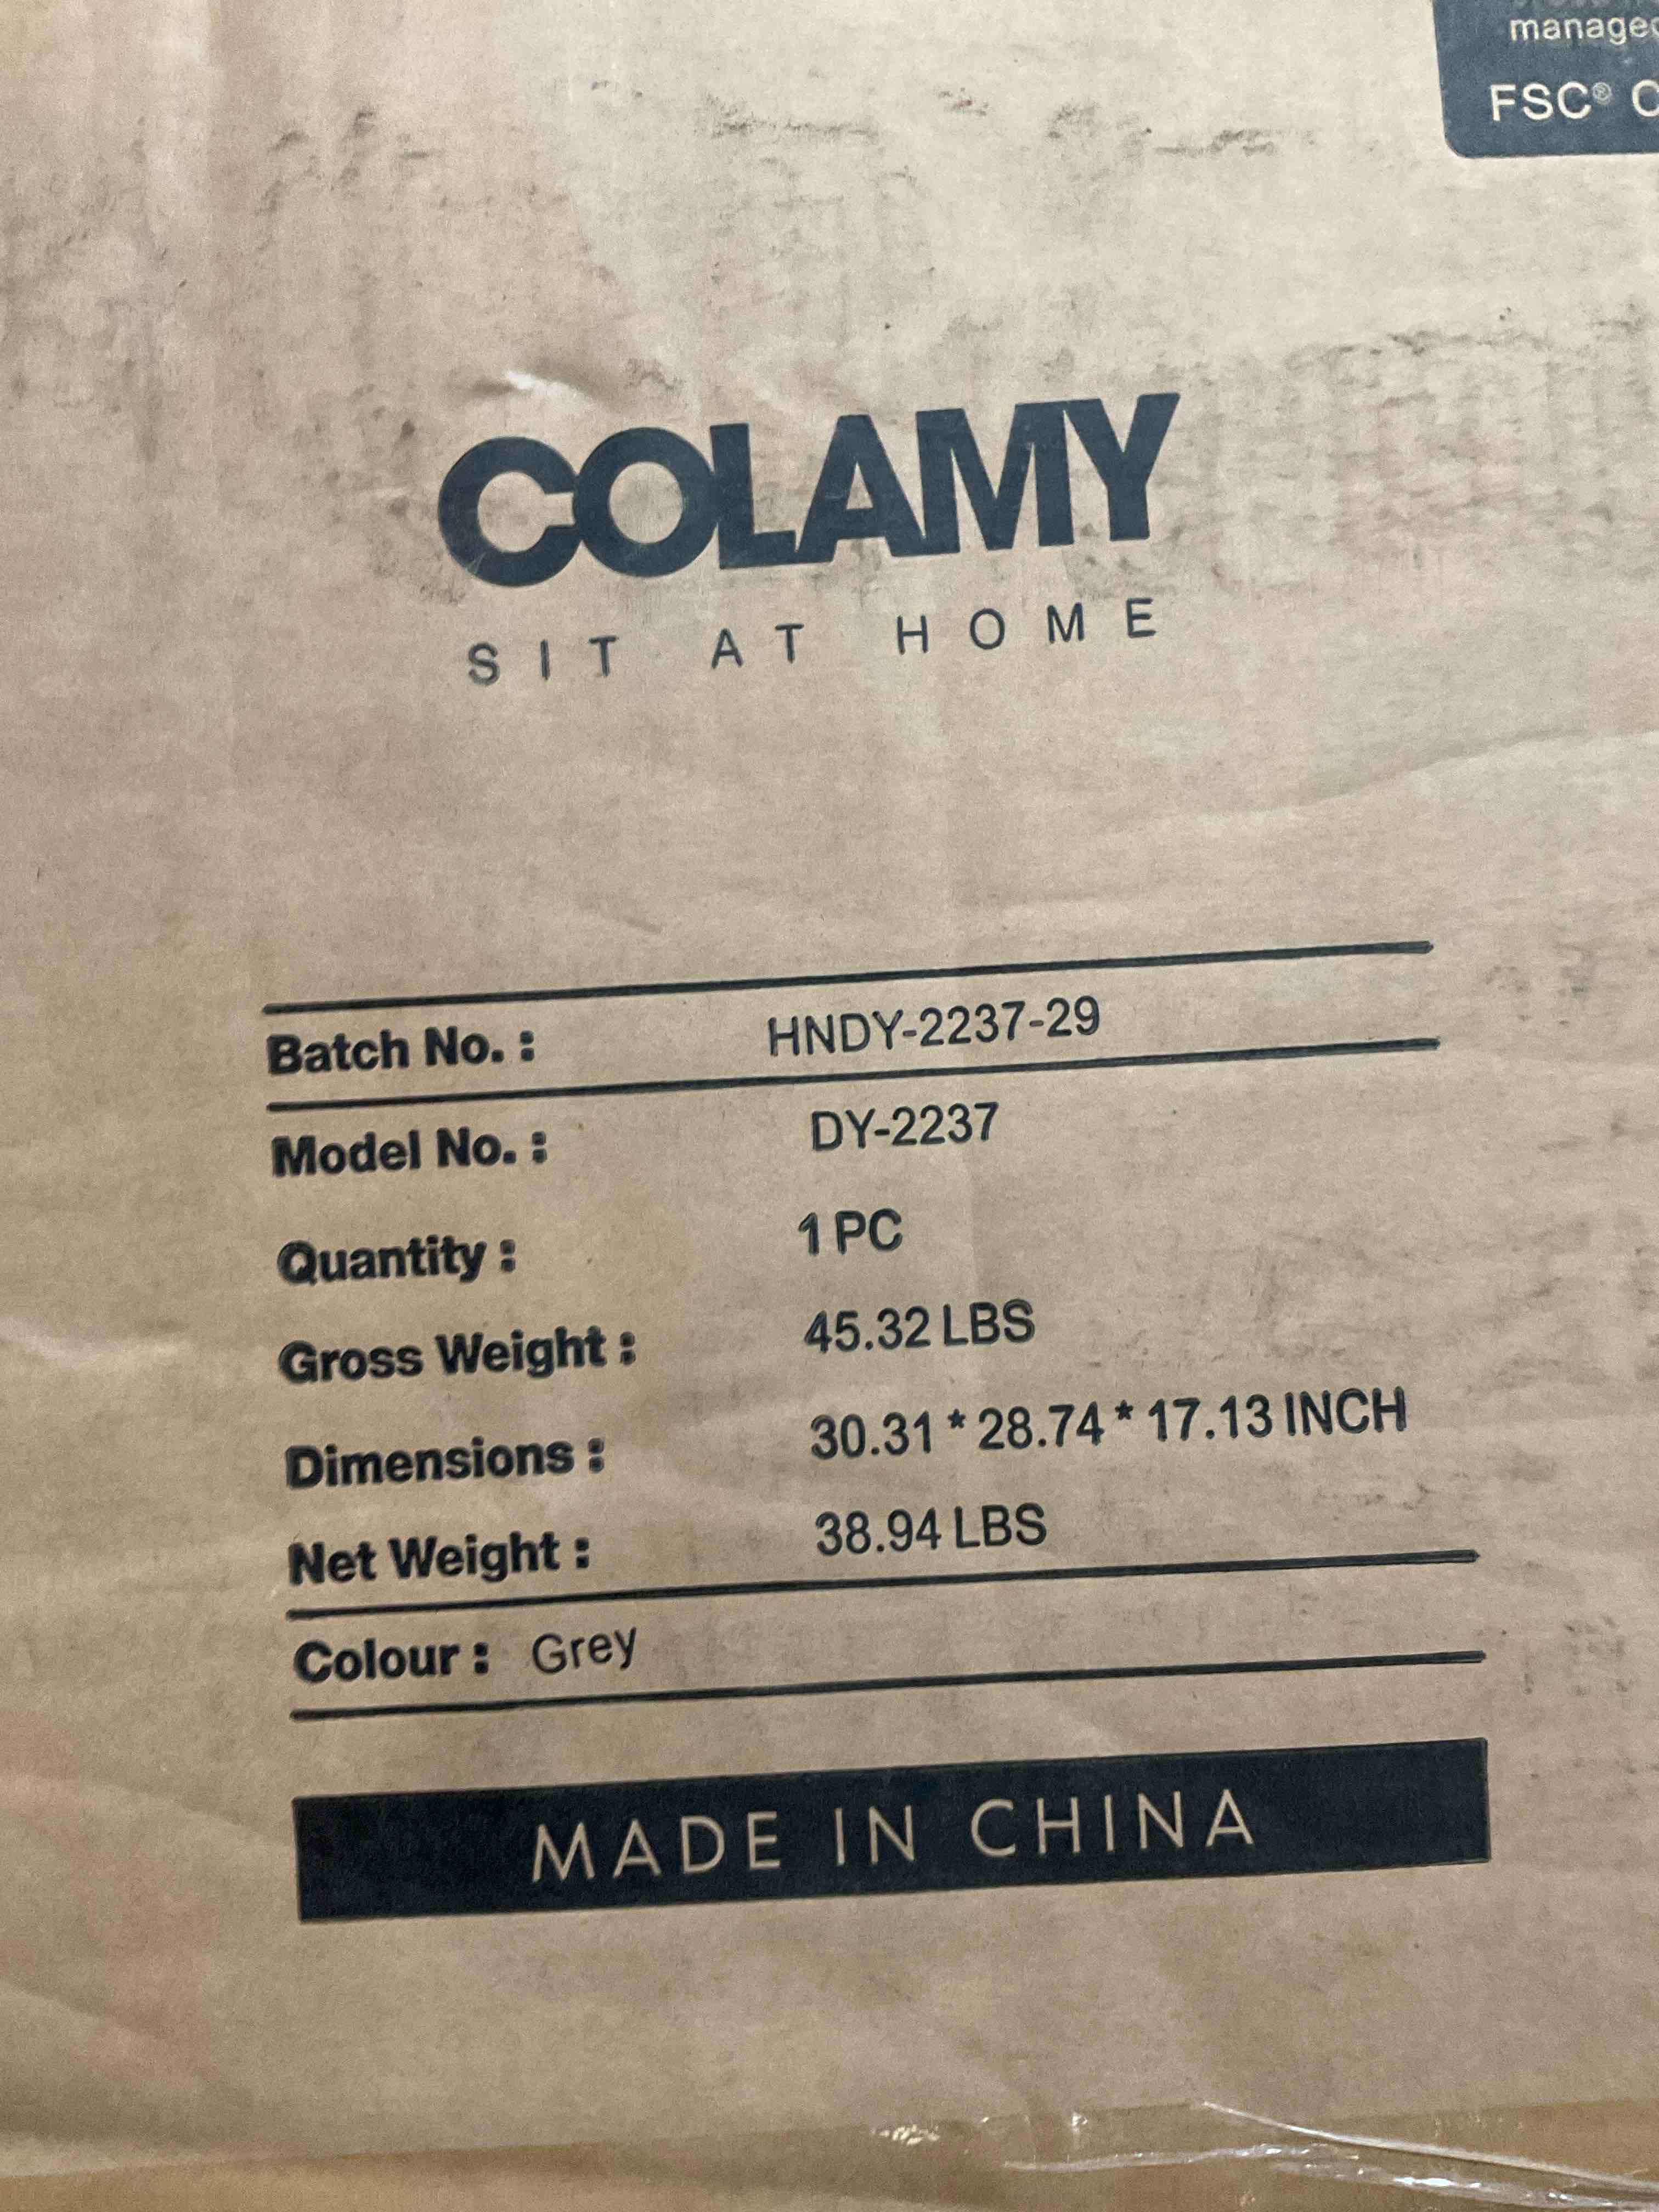 managed
FSC® C
COLAMY
SIT AT HOME
Batch No. : HNDY-2237-29
Model No. : DY-2237
Quantity : 1 PC
Gross Weight : 45.32 LBS
Dimensions : 30.31 * 28.74 * 17.13 INCH
Net Weight : 38.94 LBS
Colour : Grey
MADE IN CHINA